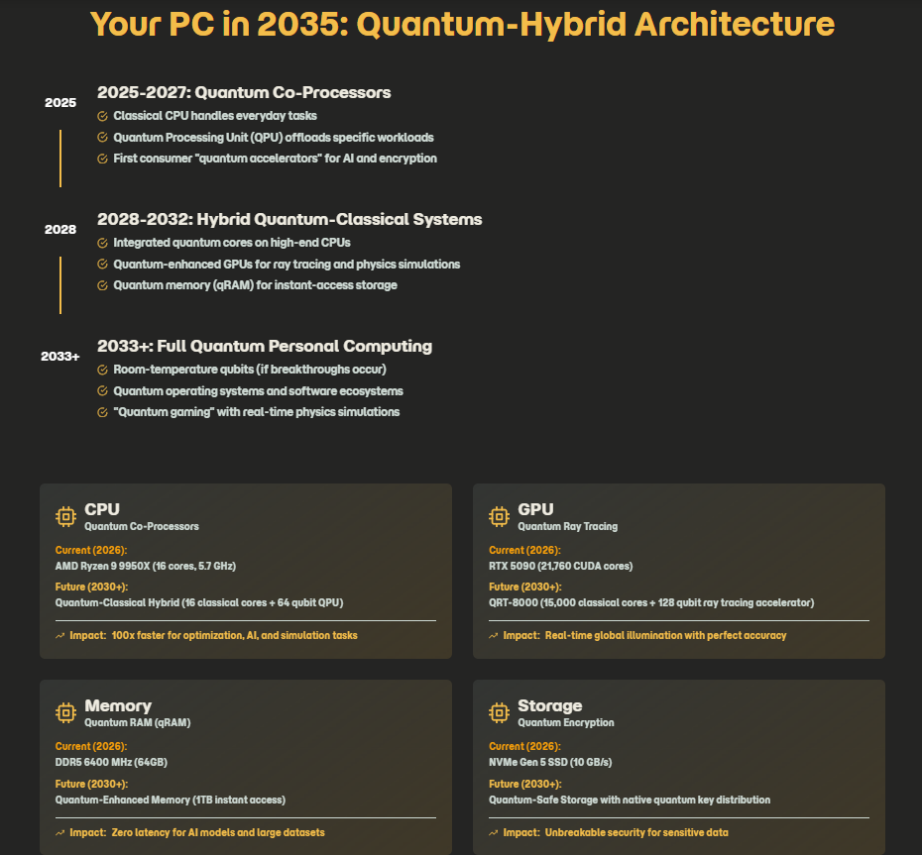 Your PC in 2035: Quantum-Hybrid Architecture
2025
2025-2027: Quantum Co-Processors
Classical CPU handles everyday tasks
Quantum Processing Unit (QPU) offloads specific workloads
First consumer "quantum accelerators" for AI and encryption
2028
2028-2032: Hybrid Quantum-Classical Systems
Integrated quantum cores on high-end CPUs
Quantum-enhanced GPUs for ray tracing and physics simulations
Quantum memory (qRAM) for instant-access storage
2033+
2033+: Full Quantum Personal Computing
Room-temperature qubits (if breakthroughs occur)
Quantum operating systems and software ecosystems
"Quantum gaming" with real-time physics simulations
CPU
Quantum Co-Processors
Current (2026):
AMD Ryzen 9 9950X (16 cores, 5.7 GHz)
Future (2030+):
Quantum-Classical Hybrid (16 classical cores + 64 qubit QPU)
Impact: 100x faster for optimization, AI, and simulation tasks
GPU
Quantum Ray Tracing
Current (2026):
RTX 5090 (21,760 CUDA cores)
Future (2030+):
QRT-8000 (15,000 classical cores + 128 qubit ray tracing accelerator)
Impact: Real-time global illumination with perfect accuracy
Memory
Quantum RAM (qRAM)
Current (2026):
DDR5 6400 MHz (64GB)
Future (2030+):
Quantum-Enhanced Memory (1TB instant access)
Impact: Zero latency for AI models and large datasets
Storage
Quantum Encryption
Current (2026):
NVMe Gen 5 SSD (10 GB/s)
Future (2030+):
Quantum-Safe Storage with native quantum key distribution
Impact: Unbreakable security for sensitive data